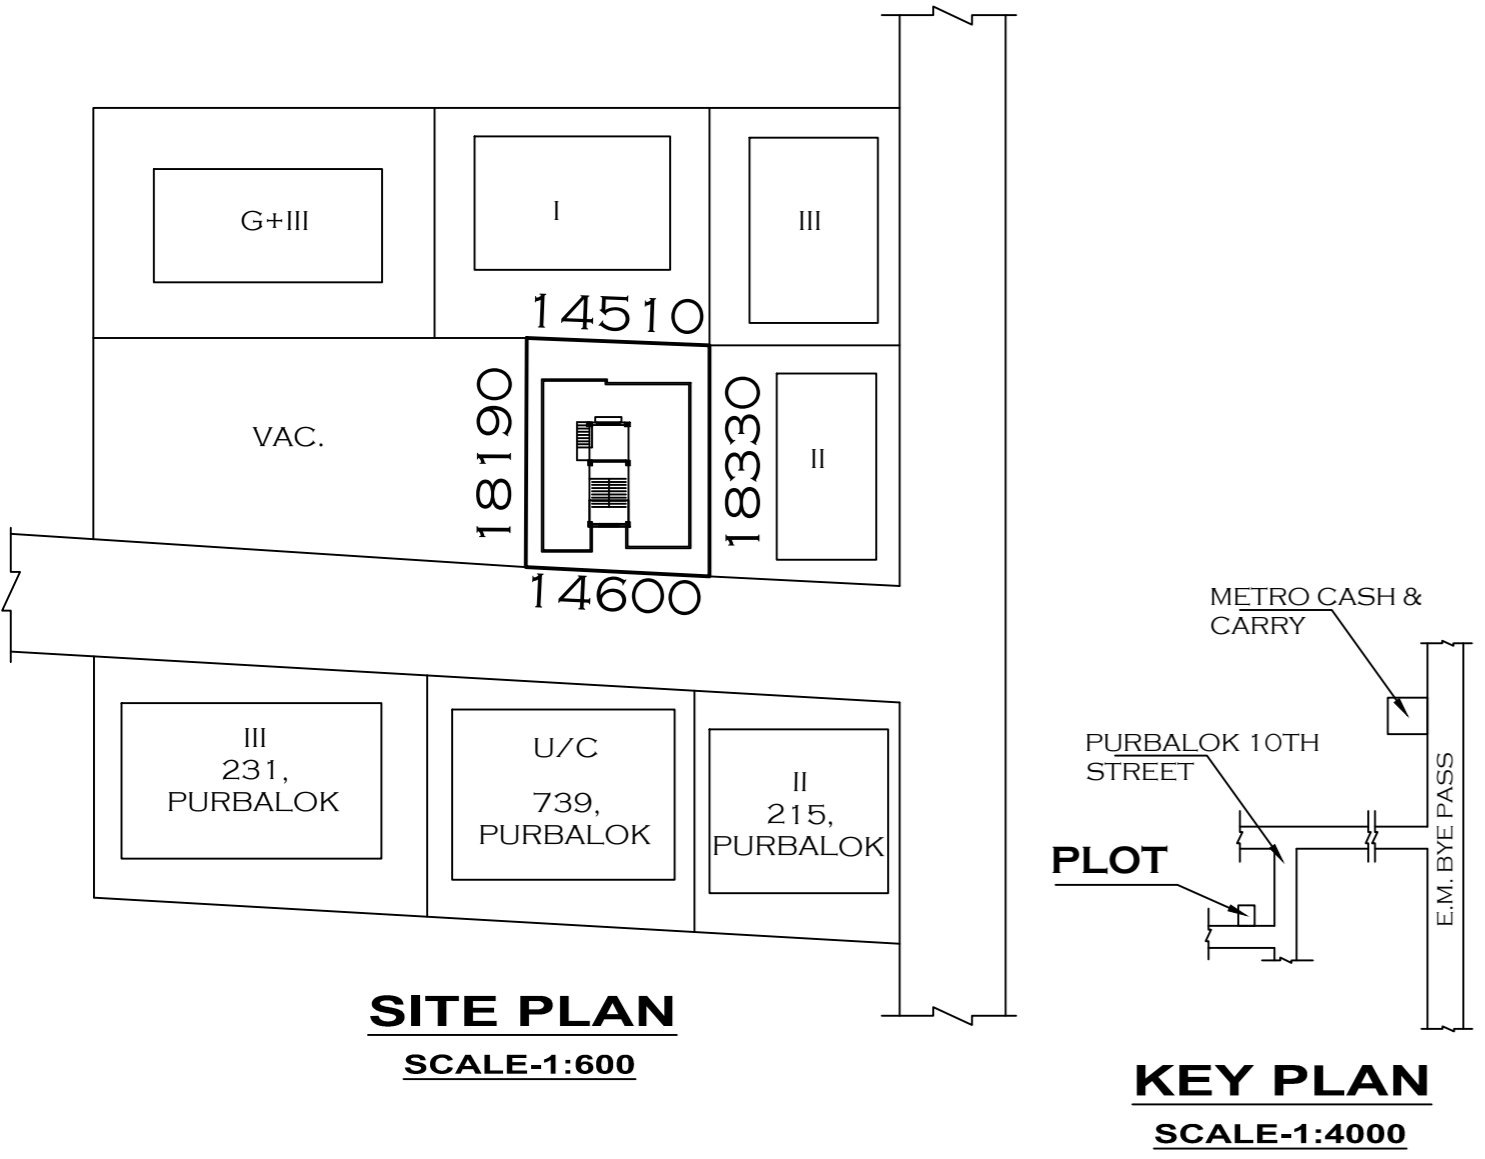 G+III
I
III
14510
18190
18330
VAC.
II
14600
III
231,
PURBALOK
U/C
739,
PURBALOK
II
215,
PURBALOK
SITE PLAN
SCALE-1:600
METRO CASH &
CARRY
PURBALOK 10TH
STREET
PLOT
E.M. BYE PASS
KEY PLAN
SCALE-1:4000